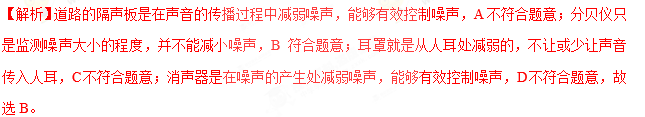 【解析】道路的隔声板是在声音的传播过程中减弱噪声，能够有效控制噪声，A 不符合题意；分贝仪只
是监测噪声大小的程度，并不能减小噪声，B 符合题意；耳罩就是从人耳处减弱的，不让或少让声音
传入人耳，C不符合题意；消声器是在噪声的产生处减弱噪声，能够有效控制噪声，D不符合题意，故
选 B。